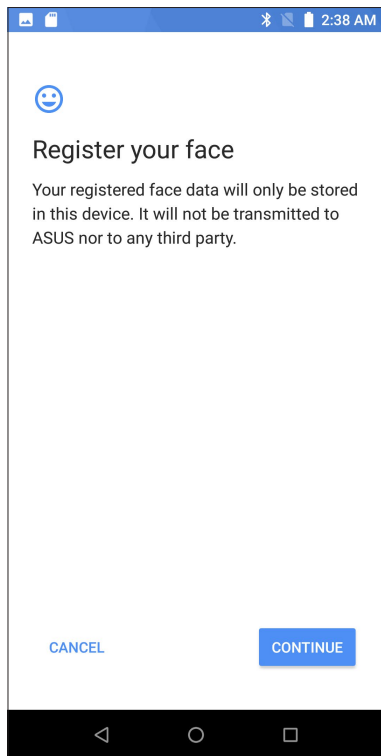 2:38 AM
Register your face
Your registered face data will only be stored
in this device. It will not be transmitted to
ASUS nor to any third party.
CANCEL
CONTINUE